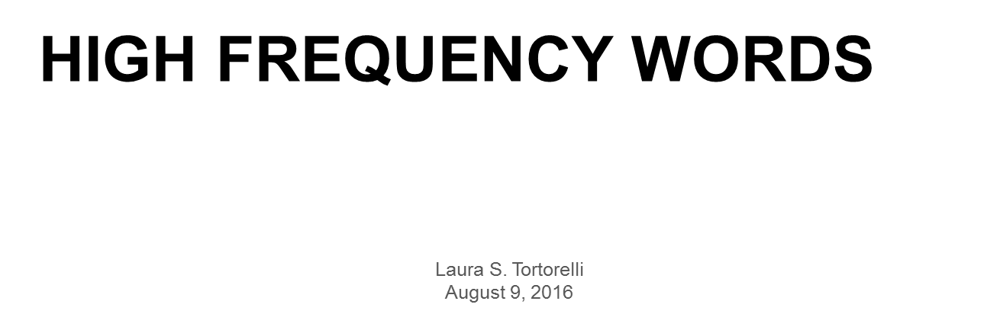 HIGH FREQUENCY WORDS
Laura S. Tortorelli
August 9, 2016